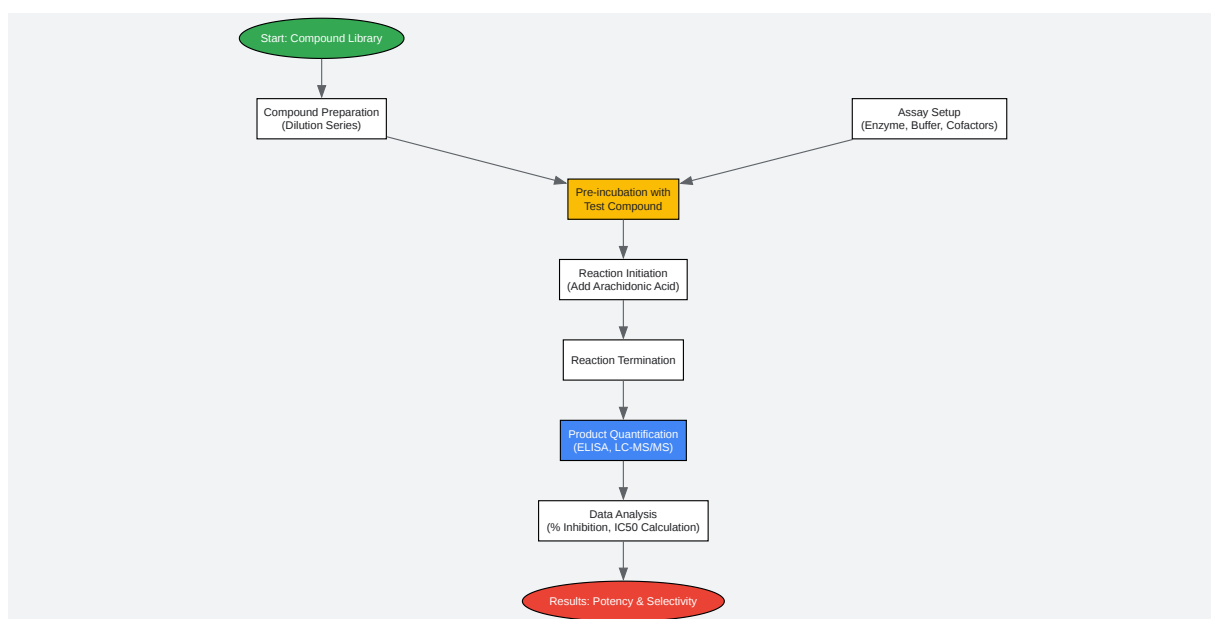 Start: Compound Library
Compound Preparation
(Dilution Series)
Assay Setup
(Enzyme, Buffer, Cofactors)
Pre-incubation with
Test Compound
Reaction Initiation
(Add Arachidonic Acid)
Reaction Termination
Product Quantification
(ELISA, LC-MS/MS)
Data Analysis
(% Inhibition, IC50 Calculation)
Results: Potency & Selectivity